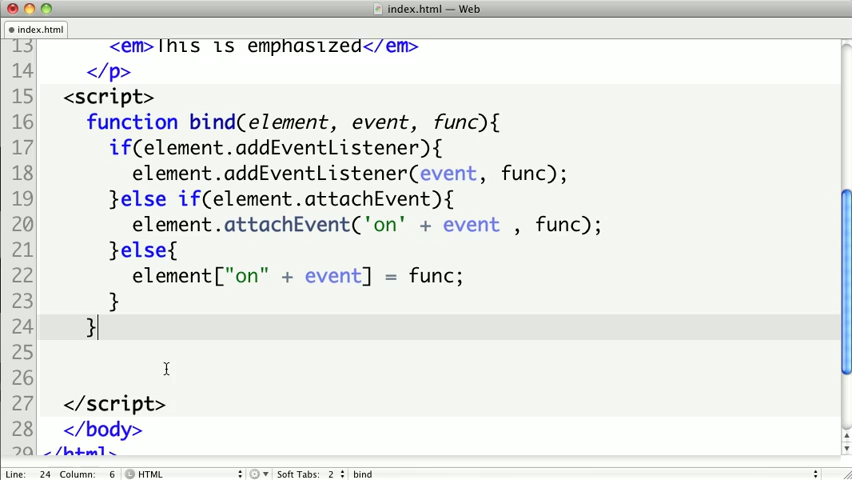 index.html — Web
index.html
13 <em>This is emphasized</em>
14 </p>
15 <script>
16 function bind(element, event, func){
17 if(element.addEventListener){
18 element.addEventListener(event, func);
19 }else if(element.attachEvent){
20 element.attachEvent('on' + event , func);
21 }else{
22 element["on" + event] = func;
23 }
24 }
25
26
27 </script>
28 </body>
29 </html>
Line: 24 Column: 6 HTML Soft Tabs: 2 bind